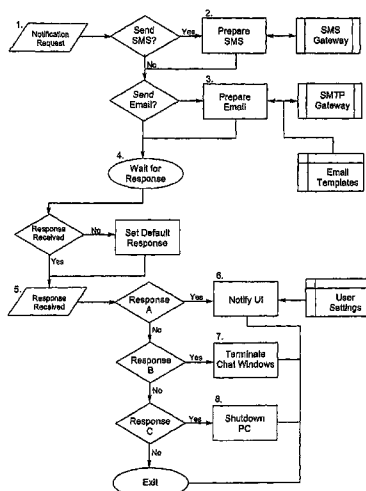 1.
Notification
Request
Send
SMS?
Yes
2.
Prepare
SMS
SMS
Gateway
No
Send
Email?
3.
Prepare
Email
SMTP
Gateway
4.
Wait for
Response
Email
Templates
Response
Received
No
Set Default
Response
Yes
5.
Response
Received
Response
A
Yes
6.
Notify UI
User
Settings
No
Response
B
Yes
7.
Terminate
Chat Windows
No
Response
C
Yes
8.
Shutdown
PC
No
Exit